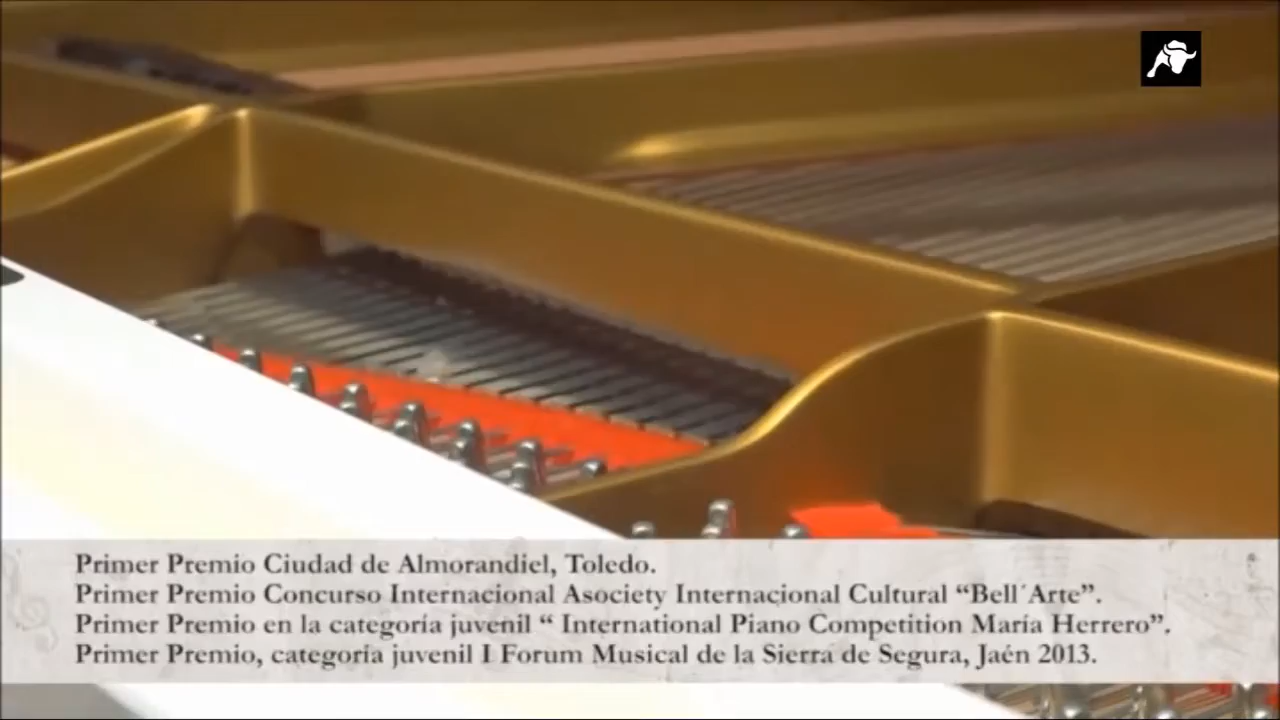 Primer Premio Ciudad de Almorandiel, Toledo.
Primer Premio Concurso Internacional Asociety Internacional Cultural “Bell´Arte”.
Primer Premio en la categoría juvenil “ International Piano Competition María Herrero”.
Primer Premio, categoría juvenil I Forum Musical de la Sierra de Segura, Jaén 2013.